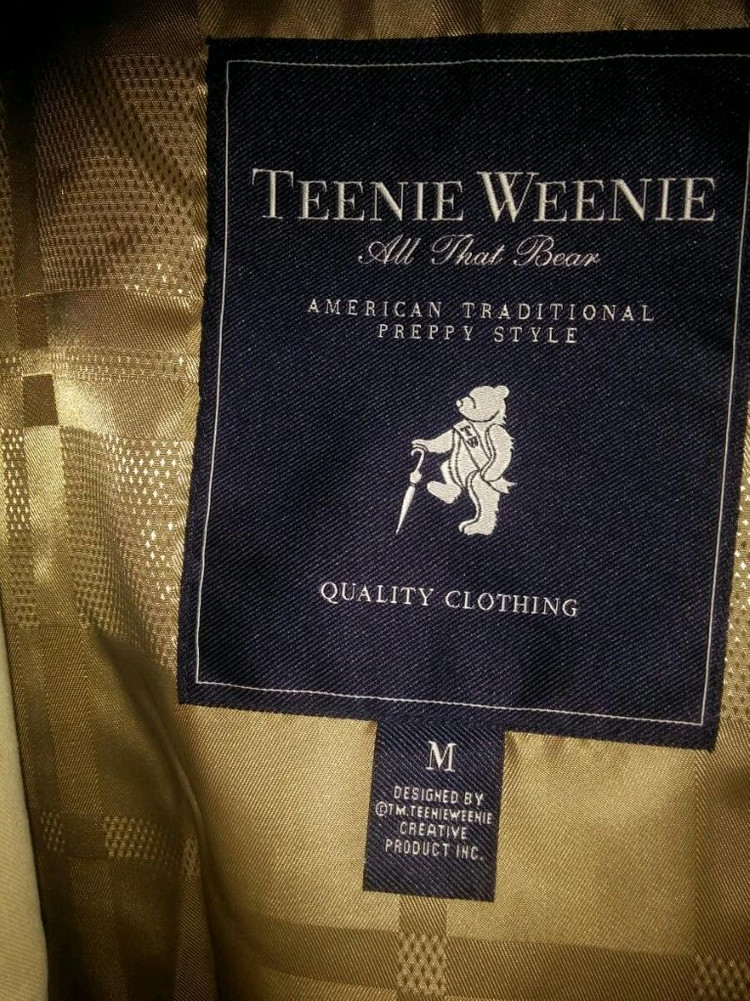 TEENIE WEENIE
All That Bear
AMERICAN TRADITIONAL
PREPPY STYLE
TW
QUALITY CLOTHING
M
DESIGNED BY
©TM.TEENIEWEENIE
CREATIVE
PRODUCT INC.